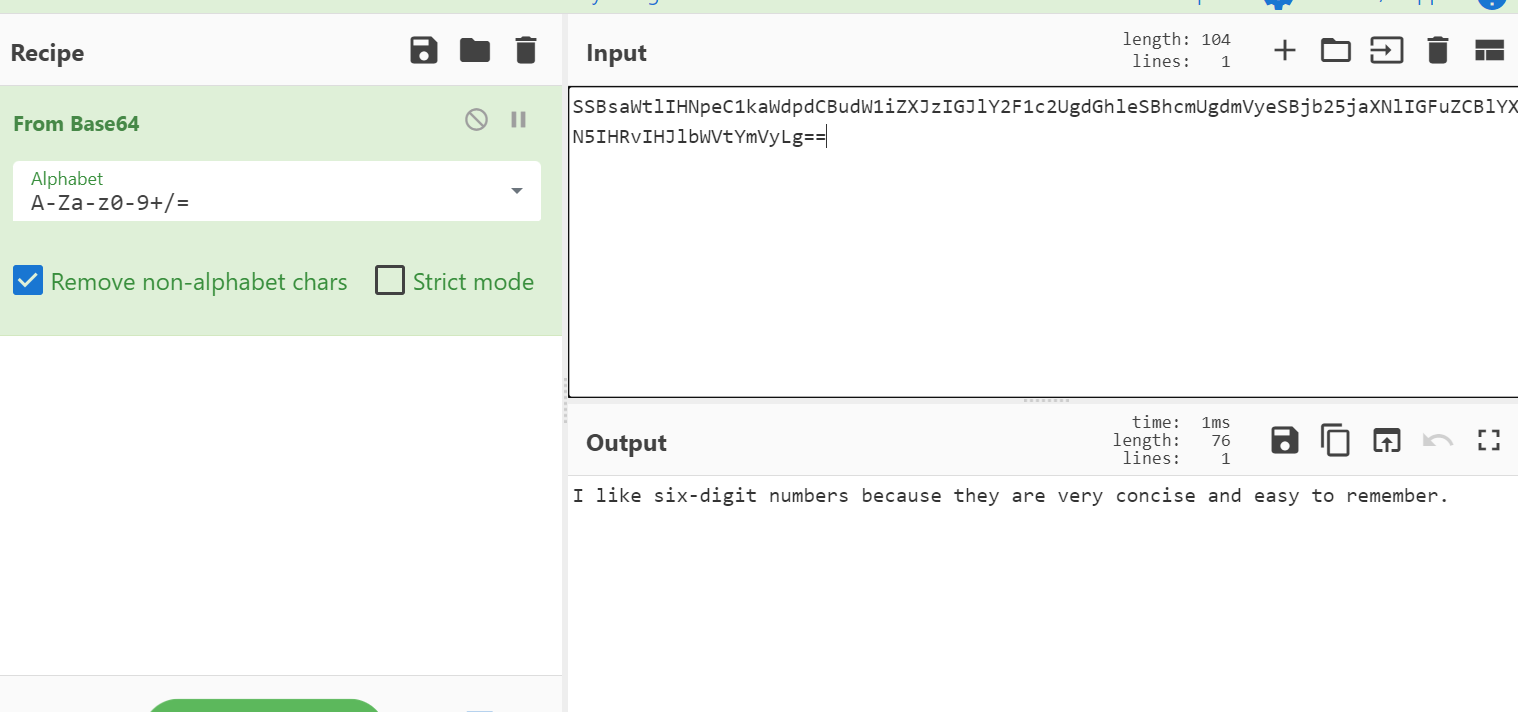 Recipe
Input
length: 104
lines: 1
From Base64
SSBsaWtlIHNpeC1kaWdpdCBudW1iZXJzIGJlY2F1c2UgdGhleSBhcmUgdmVyeSBjb25jaXNlIGFuZCBlYX
N5IHRvIHJlbWVtYmVyLg==
Alphabet
A-Za-z0-9+/=
Remove non-alphabet chars
Strict mode
Output
time: 1ms
length: 76
lines: 1
I like six-digit numbers because they are very concise and easy to remember.